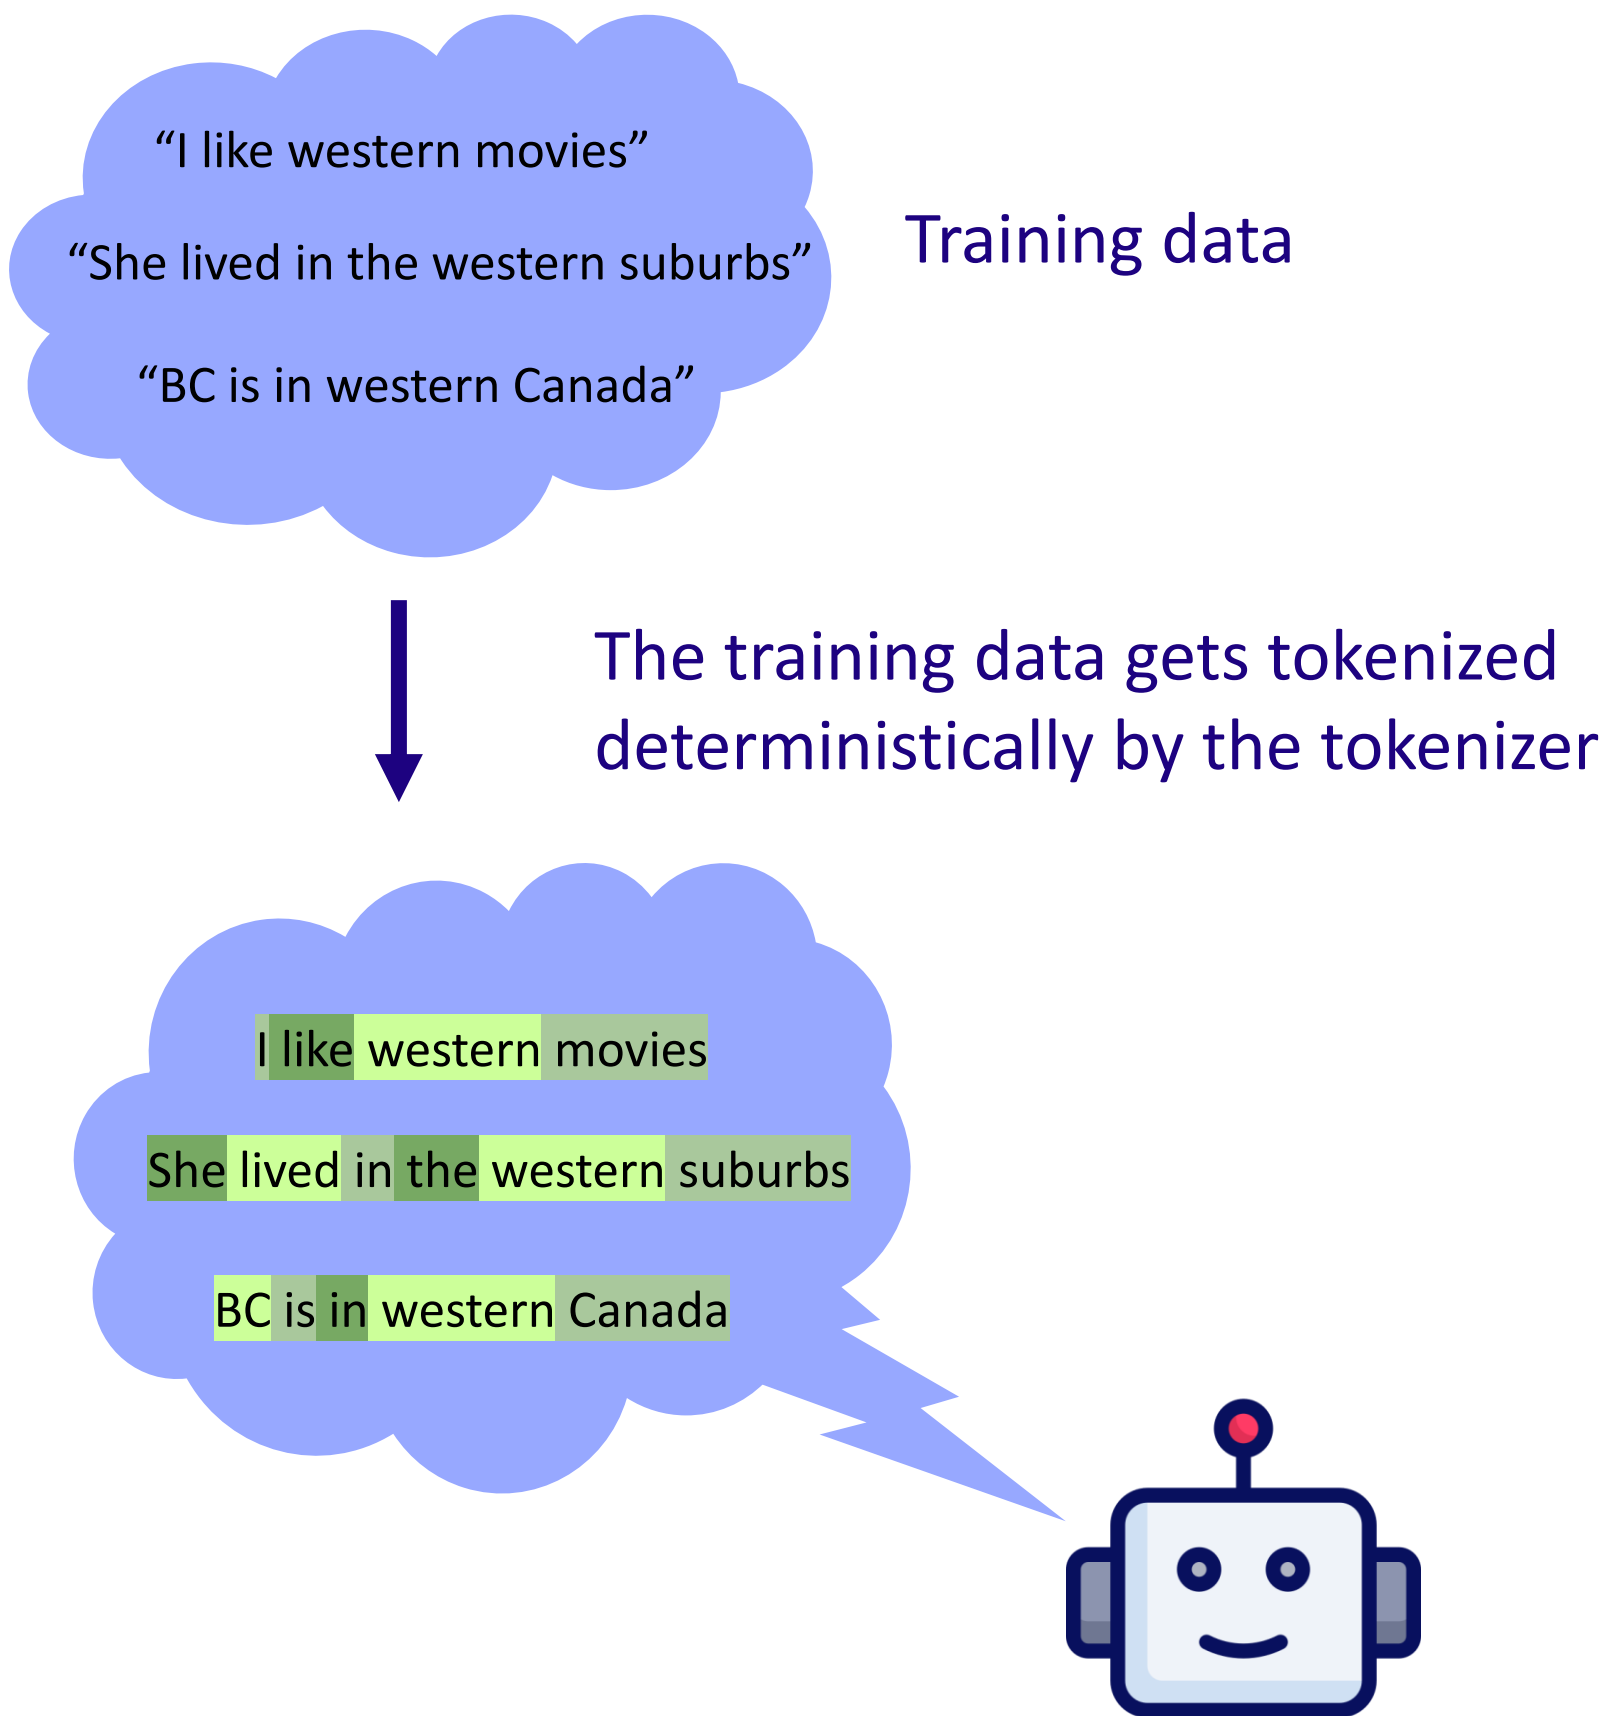 “I like western movies”
“She lived in the western suburbs”
Training data
“BC is in western Canada”
The training data gets tokenized
deterministically by the tokenizer
I like western movies
She lived in the western suburbs
BC is in western Canada